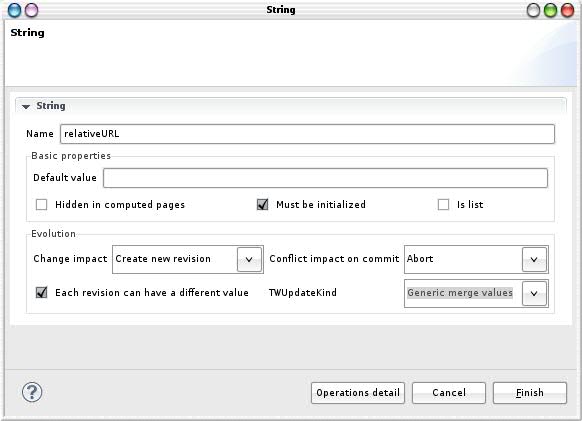 String
String
String
Name relativeURL
Basic properties
Default value
Hidden in computed pages Must be initialized Is list
Evolution
Change impact Create new revision Conflict impact on commit Abort
Each revision can have a different value TWUpdateKind Generic merge values
? Operations detail Cancel Finish